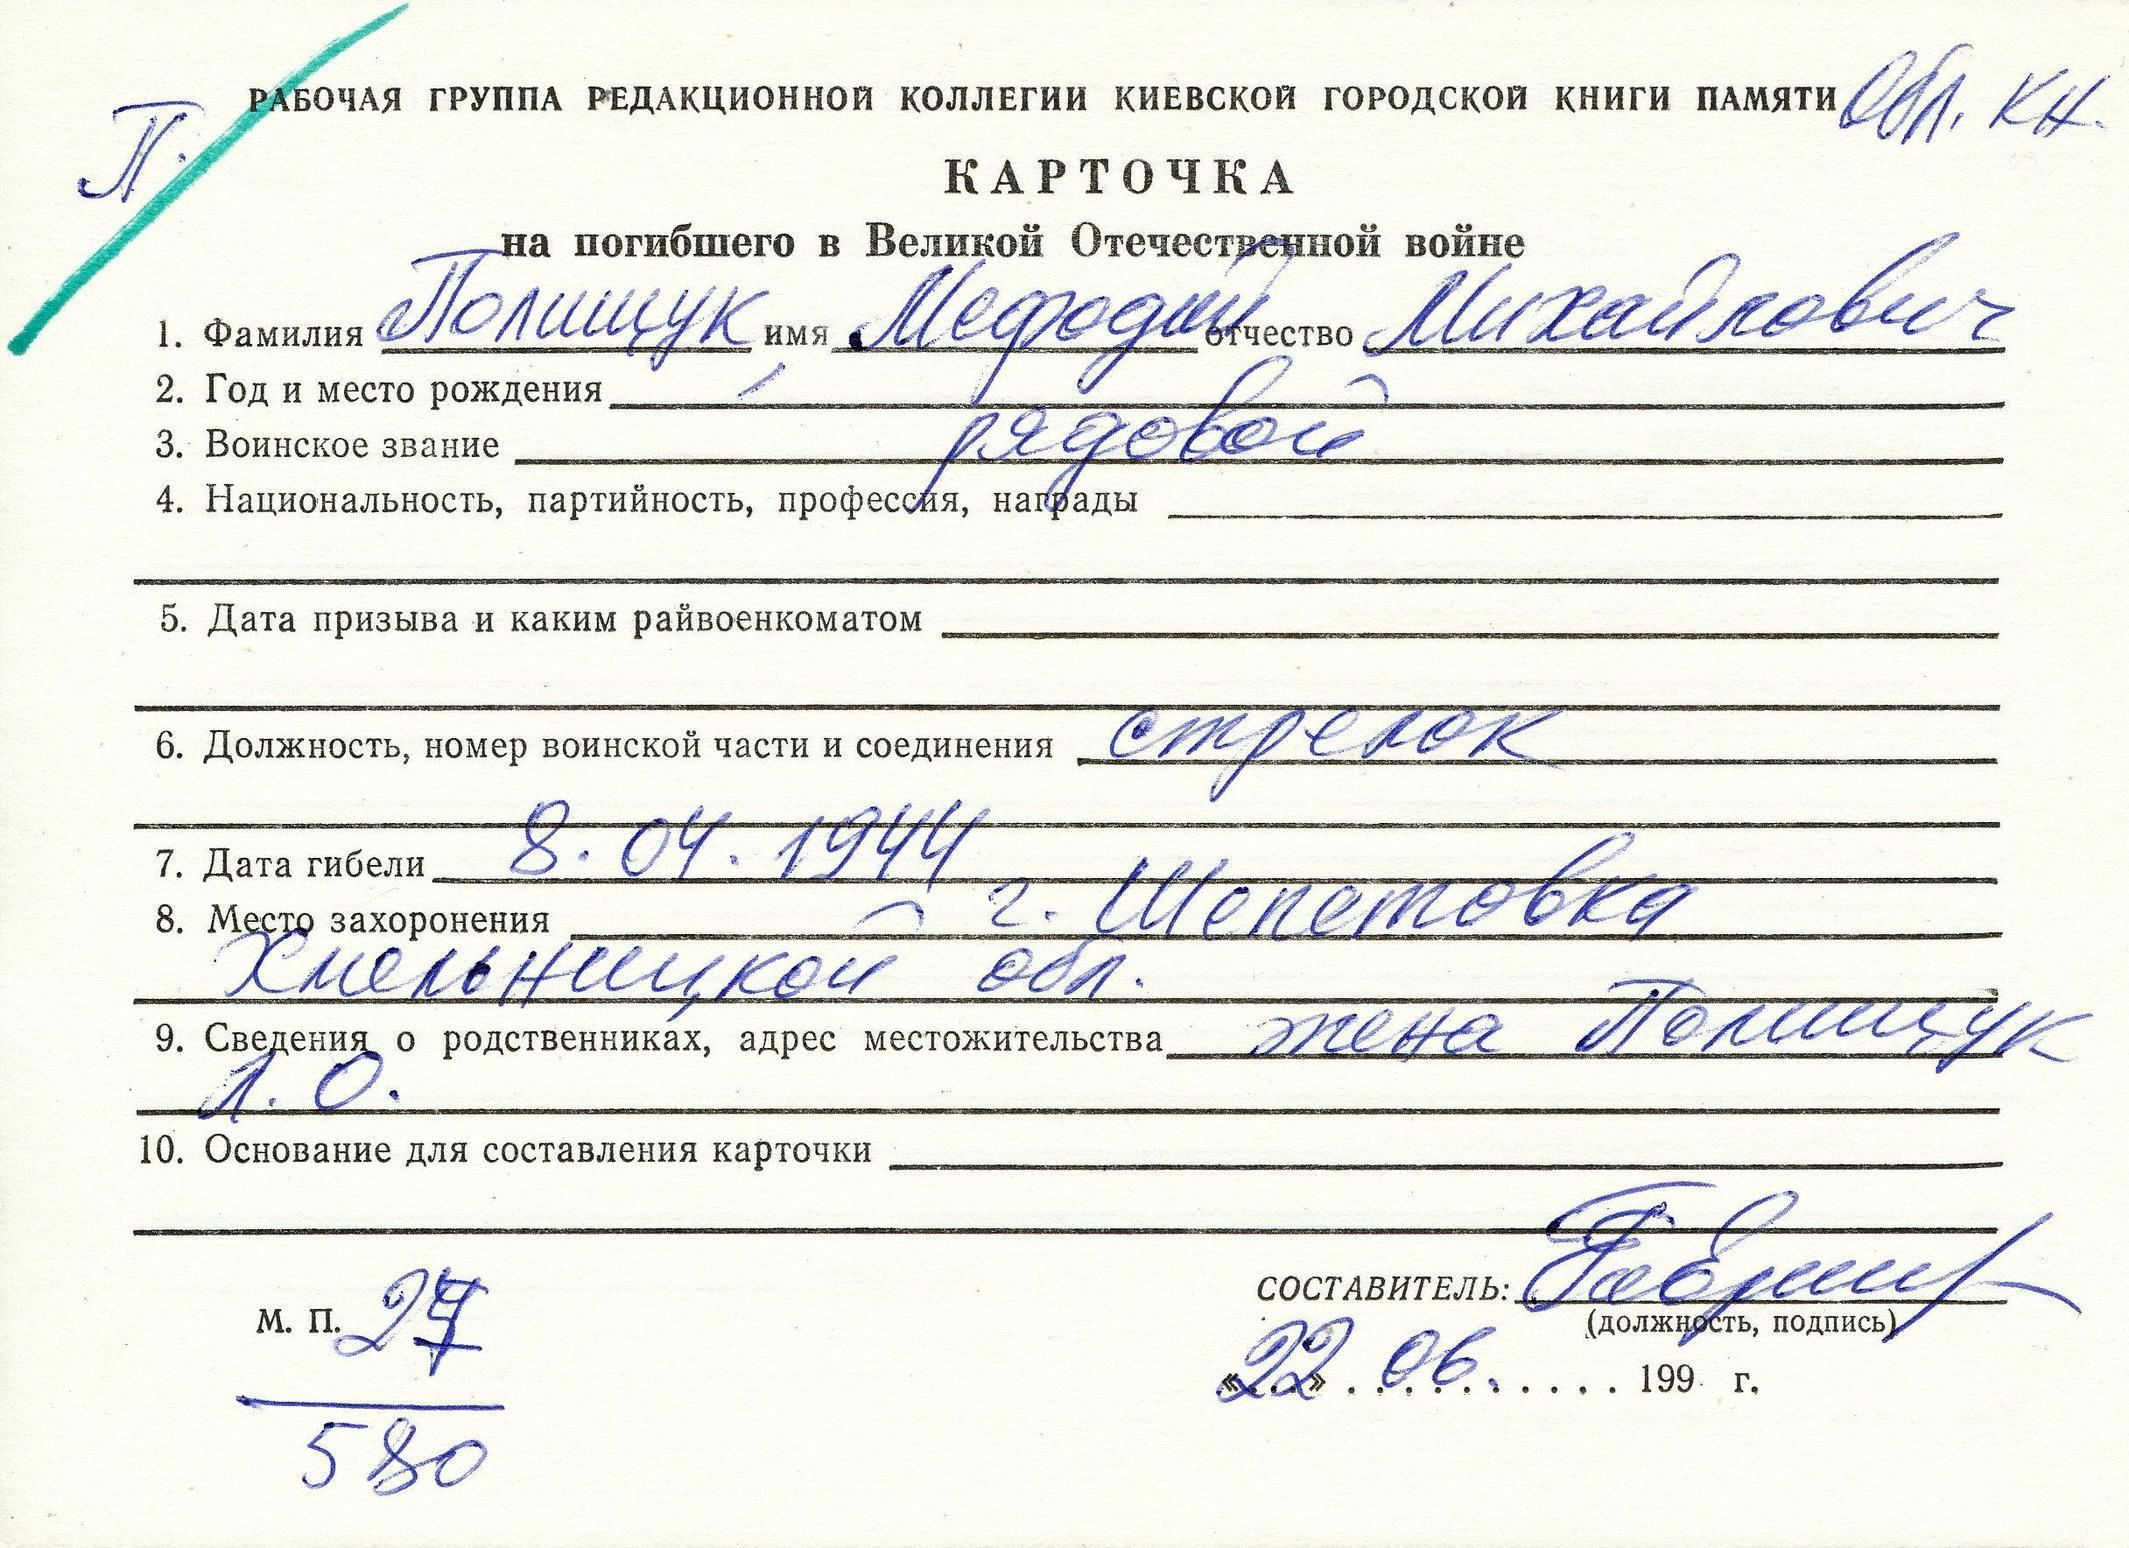 Обл. кн.
П.
РАБОЧАЯ ГРУППА РЕДАКЦИОННОЙ КОЛЛЕГИИ КИЕВСКОЙ ГОРОДСКОЙ КНИГИ ПАМЯТИ
КАРТОЧКА
на погибшего в Великой Отечественной войне
1. Фамилия Полищук имя Мефодий отчество Михайлович
2. Год и место рождения
3. Воинское звание рядовой
4. Национальность, партийность, профессия, награды
5. Дата призыва и каким райвоенкоматом
6. Должность, номер воинской части и соединения стрелок
7. Дата гибели 8.04.1944
8. Место захоронения г. Шепетовка
Хмельницкой обл.
9. Сведения о родственниках, адрес местожительства жена Полищук
Л. О.
10. Основание для составления карточки
СОСТАВИТЕЛЬ:
М. П. 27
(должность, подпись)
«22» 06. 199 г.
580